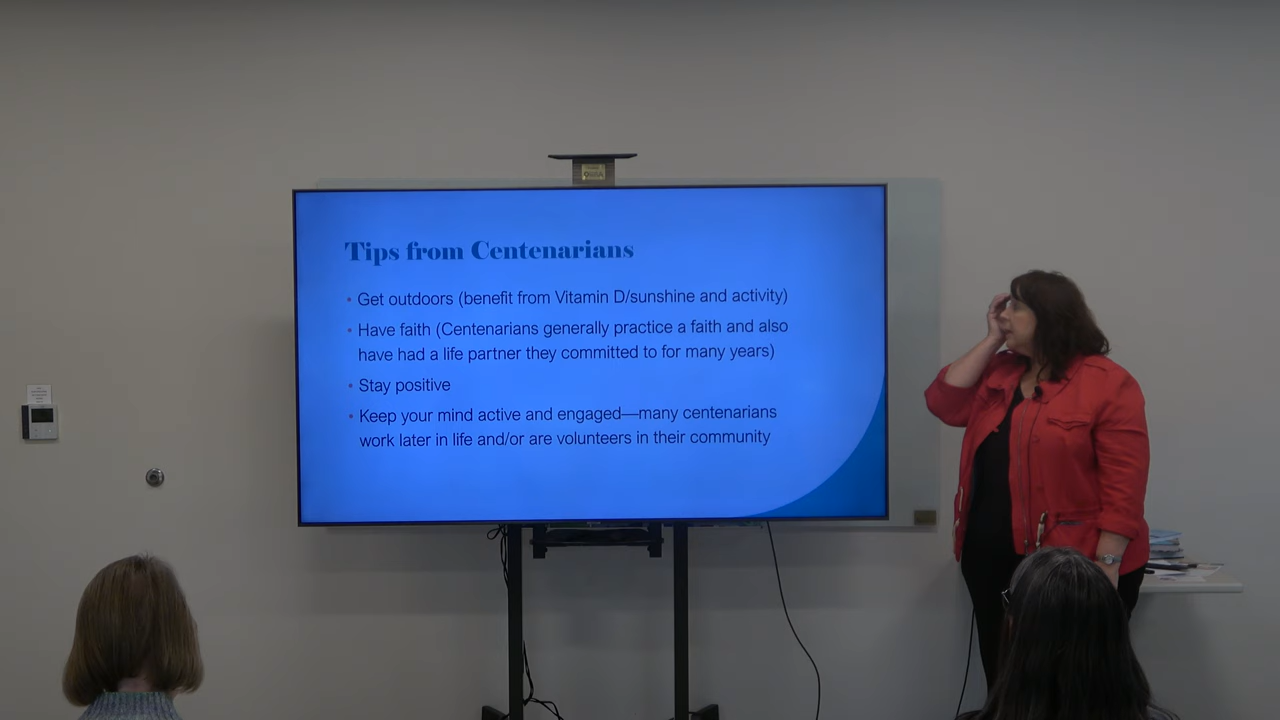 Tips from Centenarians
• Get outdoors (benefit from Vitamin D/sunshine and activity)
• Have faith (Centenarians generally practice a faith and also
have had a life partner they committed to for many years)
• Stay positive
• Keep your mind active and engaged—many centenarians
work later in life and/or are volunteers in their community